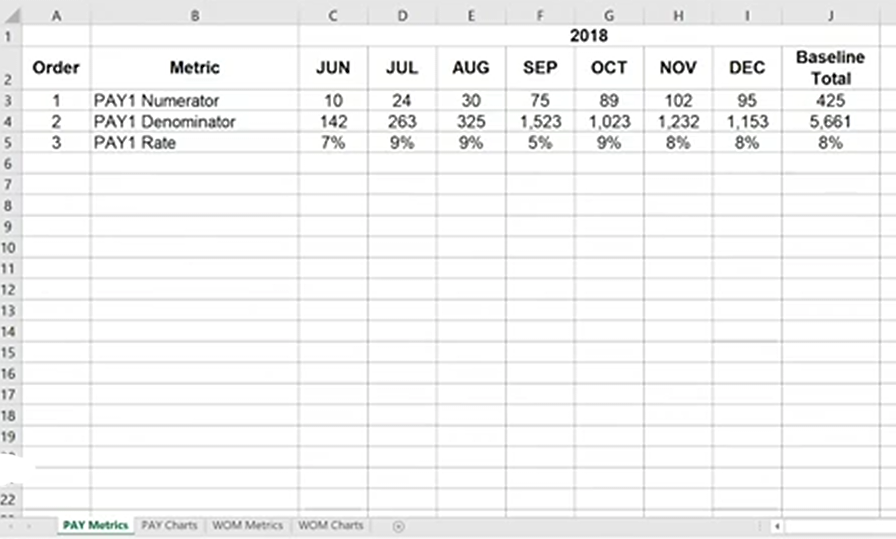 A B C D E F G H I J
1 2018
2 Order Metric JUN JUL AUG SEP OCT NOV DEC Baseline Total
3 1 PAY1 Numerator 10 24 30 75 89 102 95 425
4 2 PAY1 Denominator 142 263 325 1,523 1,023 1,232 1,153 5,661
5 3 PAY1 Rate 7% 9% 9% 5% 9% 8% 8% 8%
6
7
8
9
10
11
12
13
14
15
16
17
18
19
22
PAY Metrics PAY Charts WOM Metrics WOM Charts